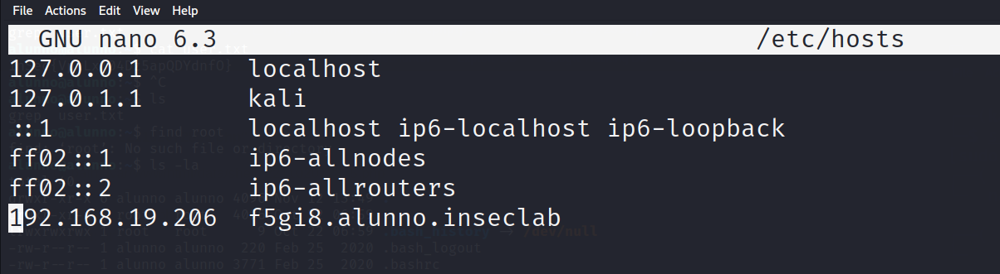 File Actions Edit View Help
GNU nano 6.3 /etc/hosts
127.0.0.1 localhost
127.0.1.1 kali
::1 localhost ip6-localhost ip6-loopback
ff02::1 ip6-allnodes
ff02::2 ip6-allrouters
192.168.19.206 f5gi8.alunno.inseclab
-rw-r--r-- 1 alunno alunno 220 Feb 25 2020 .bash_logout
-rw-r--r-- 1 alunno alunno 3771 Feb 25 2020 .bashrc